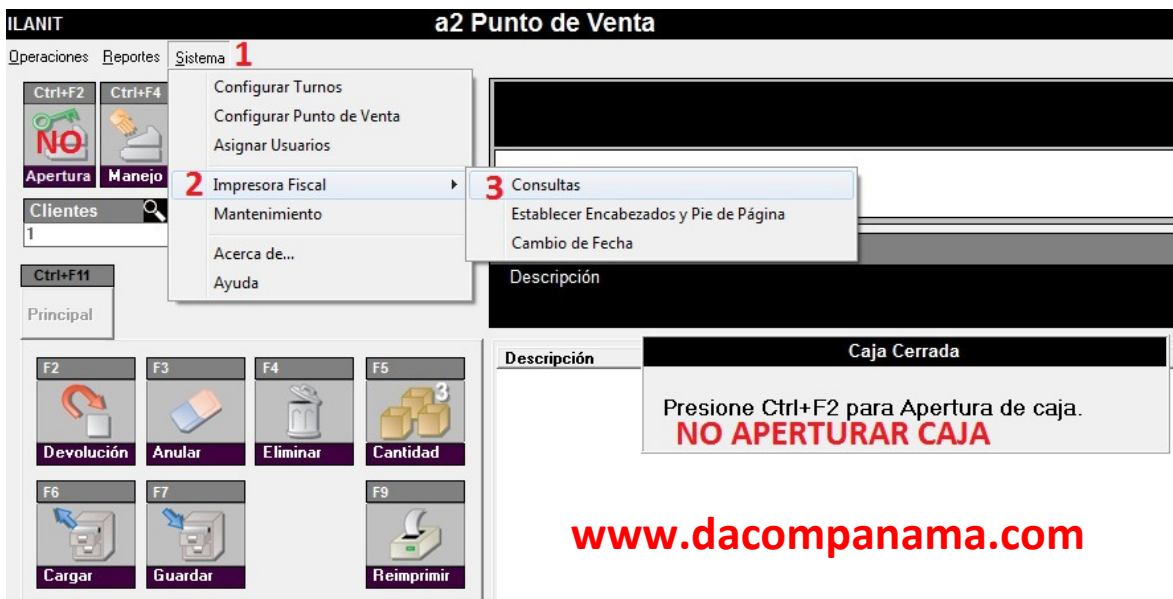 ILANIT
a2 Punto de Venta
Operaciones Reportes Sistema 1
Ctrl+F2 Ctrl+F4
NO
Apertura Manejo
Configurar Turnos
Configurar Punto de Venta
Asignar Usuarios
2 Impresora Fiscal
Mantenimiento
Acerca de...
Ayuda
3 Consultas
Establecer Encabezados y Pie de Página
Cambio de Fecha
Clientes
1
Ctrl+F11
Principal
Descripción
F2 F3 F4 F5
3
Devolución Anular Eliminar Cantidad
F6 F7 F9
Cargar Guardar Reimprimir
Descripción
Caja Cerrada
Presione Ctrl+F2 para Apertura de caja.
NO APERTURAR CAJA
www.dacompanama.com